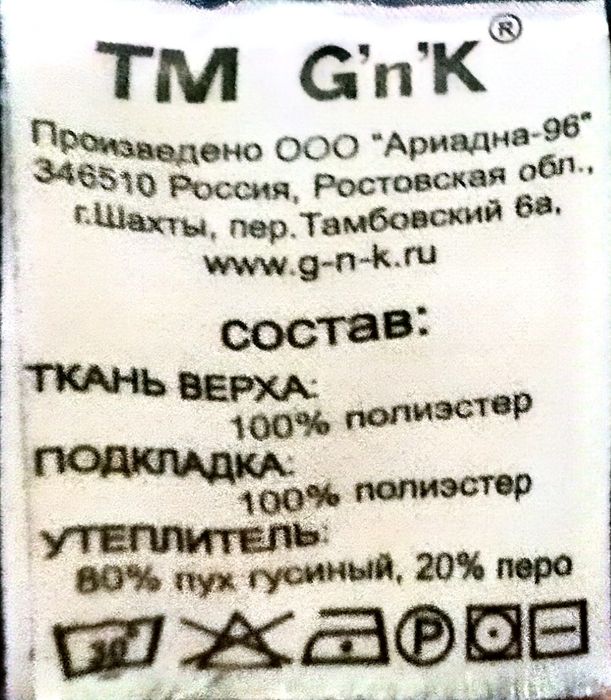 ТМ G'n'K®
Произведено ООО "Ариадна-96"
346510 Россия, Ростовская обл.,
г.Шахты, пер.Тамбовский 6а,
www.g-n-k.ru
состав:
ТКАНЬ ВЕРХА:
100% полиэстер
ПОДКЛАДКА:
100% полиэстер
УТЕПЛИТЕЛЬ:
80% пух гусиный, 20% перо
30° P